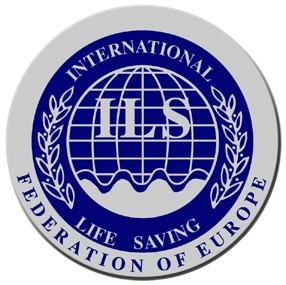 INTERNATIONAL
ILS
LIFE SAVING
FEDERATION OF EUROPE